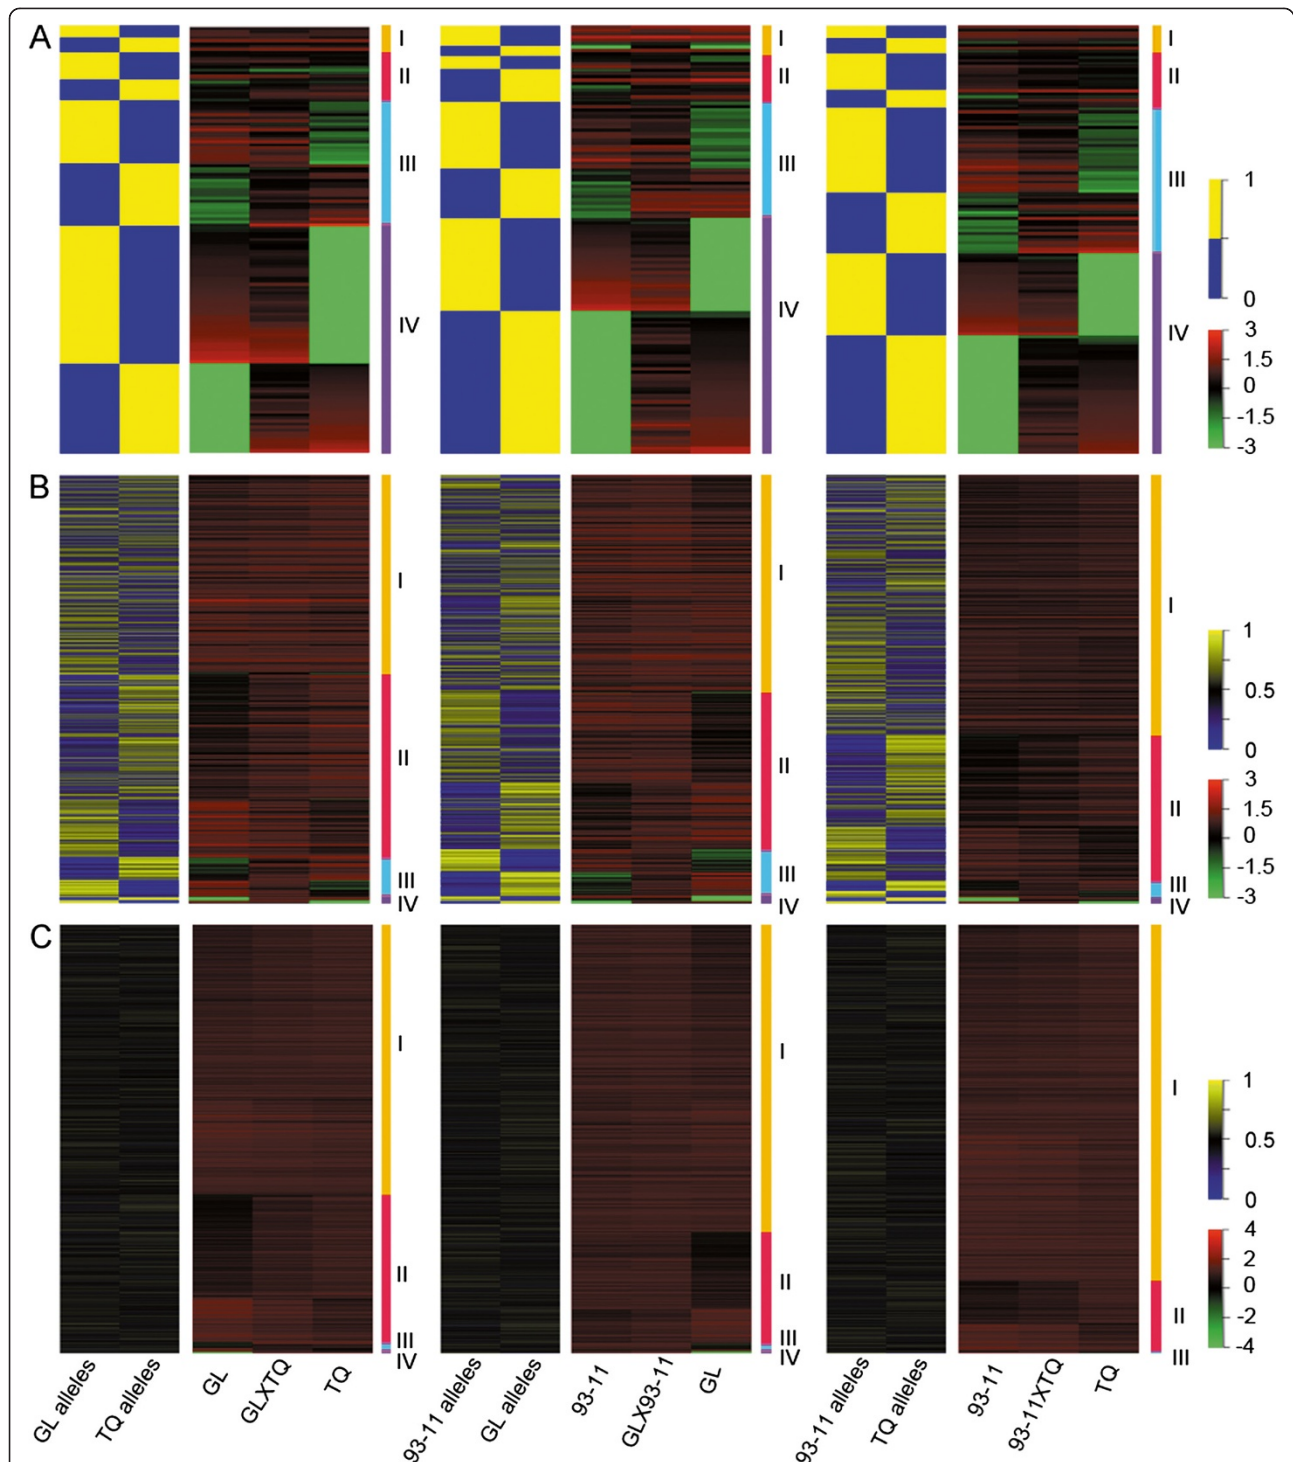 A
I
II
III
IV
I
II
III
IV
I
II
III
IV
1
0
3
1.5
0
-1.5
-3
B
I
II
III
IV
I
II
III
IV
I
II
III
IV
1
0.5
0
3
1.5
0
-1.5
-3
C
I
II
III
IV
I
II
III
IV
I
II
III
1
0.5
0
4
2
0
-2
-4
GL alleles
TQ alleles
GL
GLXTQ
TQ
93-11 alleles
GL alleles
93-11
GLX93-11
GL
93-11 alleles
TQ alleles
93-11
93-11XTQ
TQ